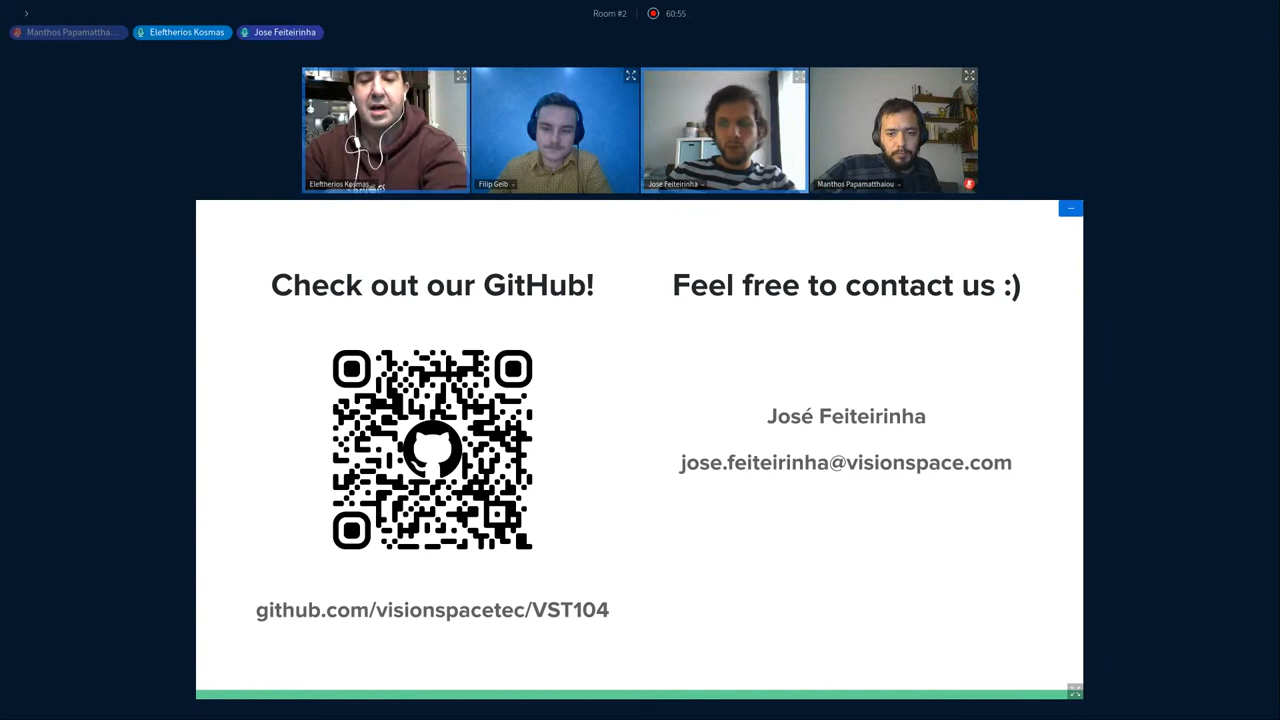 Room #2
60:55
Manthos Papamattha...
Eleftherios Kosmas
Jose Feiteirinha
Eleftherios Kosmas
Filip Geib
Jose Feiteirinha
Manthos Papamatthaiou
Check out our GitHub!
github.com/visionspacetec/VST104
Feel free to contact us :)
José Feiteirinha
jose.feiteirinha@visionspace.com